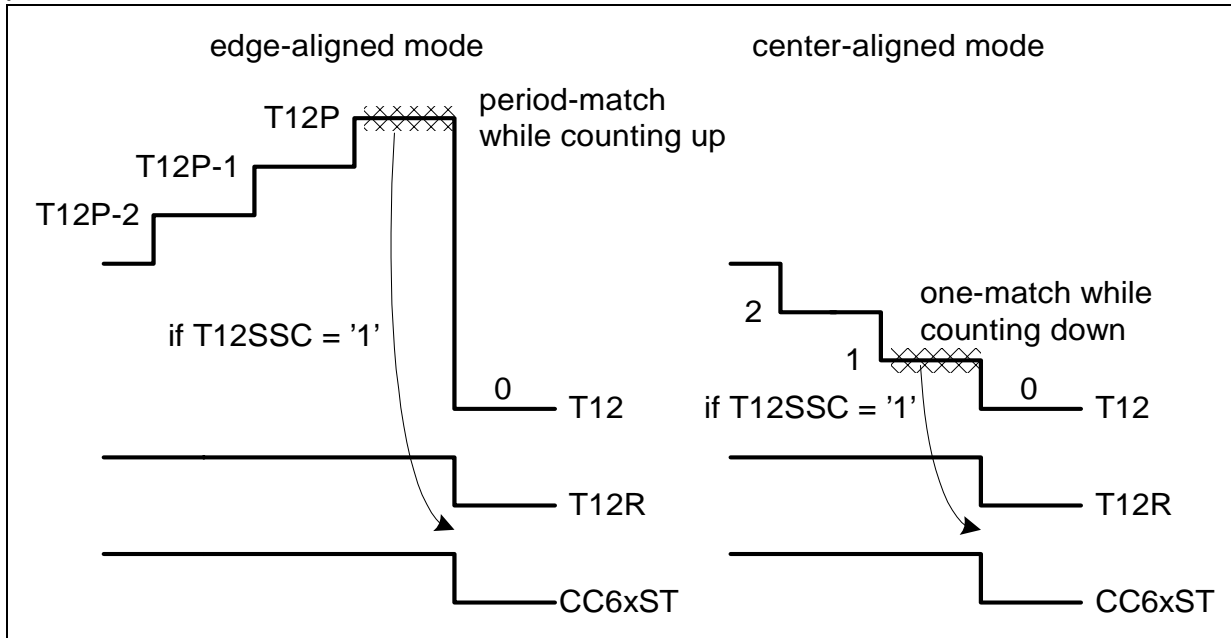 edge-aligned mode
center-aligned mode
T12P
period-match
while counting up
T12P-1
T12P-2
if T12SSC = ’1’
0
T12
T12R
CC6xST
2
one-match while
counting down
1
if T12SSC = ’1’
0
T12
T12R
CC6xST